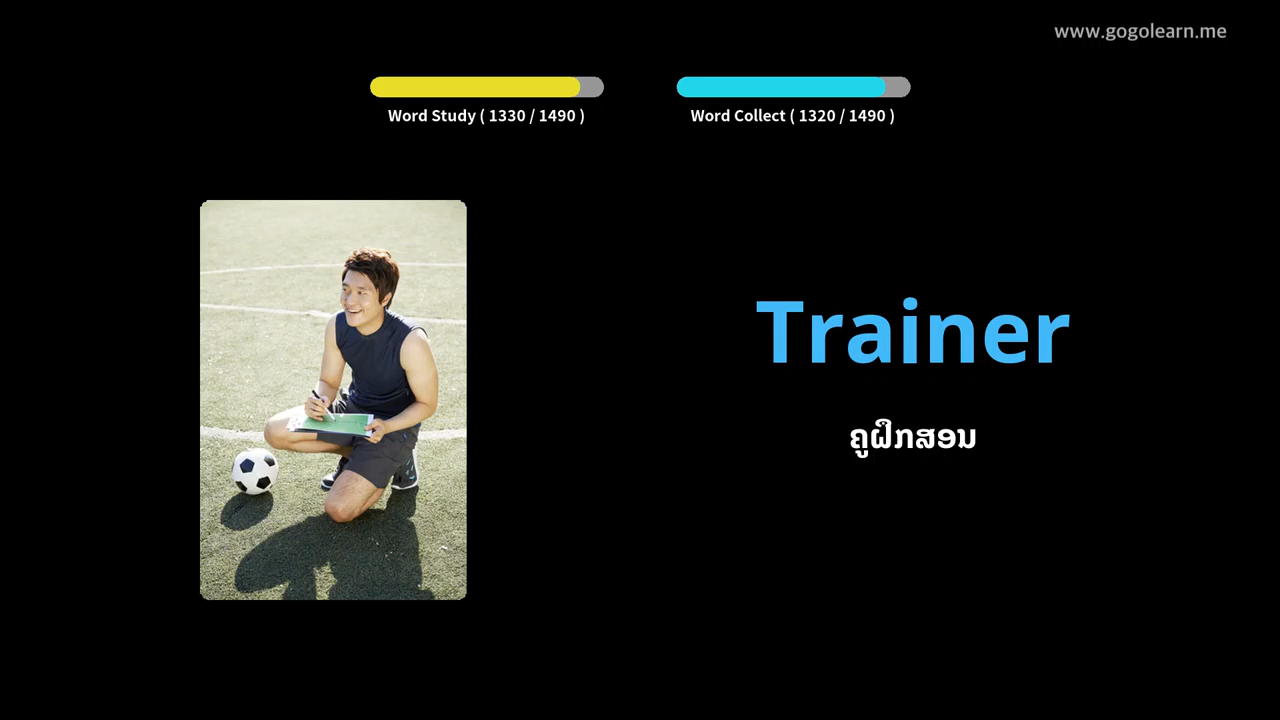 www.gogolearn.me
Word Study ( 1330 / 1490 )
Word Collect ( 1320 / 1490 )
Trainer
ຄູຝຶກສອນ